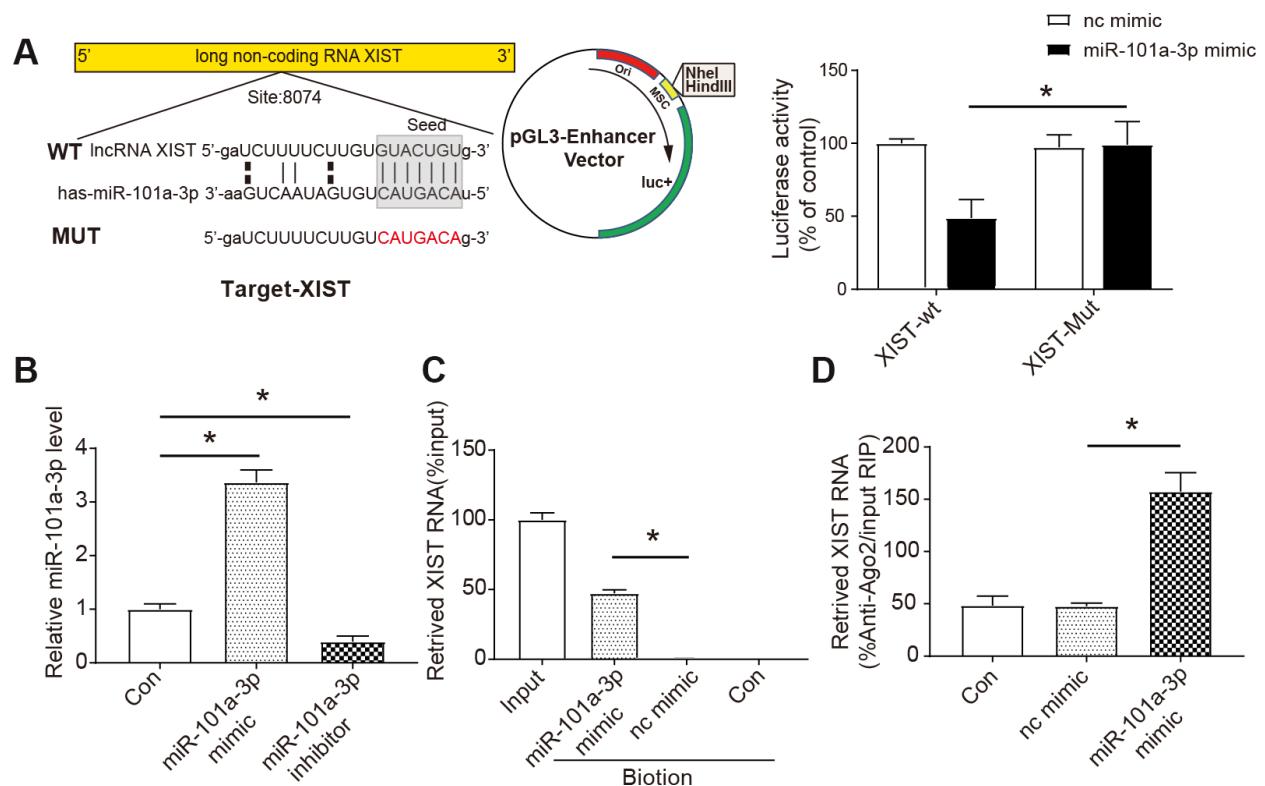 A
5’ long non-coding RNA XIST 3’
Site:8074
Seed
WT lncRNA XIST 5’-gaUCUUUUCUUGUGUACUGUg-3’
has-miR-101a-3p 3’-aaGUCAAUAGUGUCAUGACAu-5’
MUT 5’-gaUCUUUUCUUGUCAUGACAg-3’
Target-XIST
Ori
MSC
NheI
HindIII
pGL3-Enhancer
Vector
luc+
nc mimic
miR-101a-3p mimic
Luciferase activity
(% of control)
150
100
50
0
*
XIST-wt
XIST-Mut
B
Relative miR-101a-3p level
4
3
2
1
0
*
*
Con
miR-101a-3p
mimic
miR-101a-3p
inhibitor
C
Retrived XIST RNA(%input)
150
100
50
0
*
Input
miR-101a-3p
mimic
nc mimic
Con
Biotion
D
Retrived XIST RNA
(%Anti-Ago2/input RIP)
200
150
100
50
0
*
Con
nc mimic
miR-101a-3p
mimic